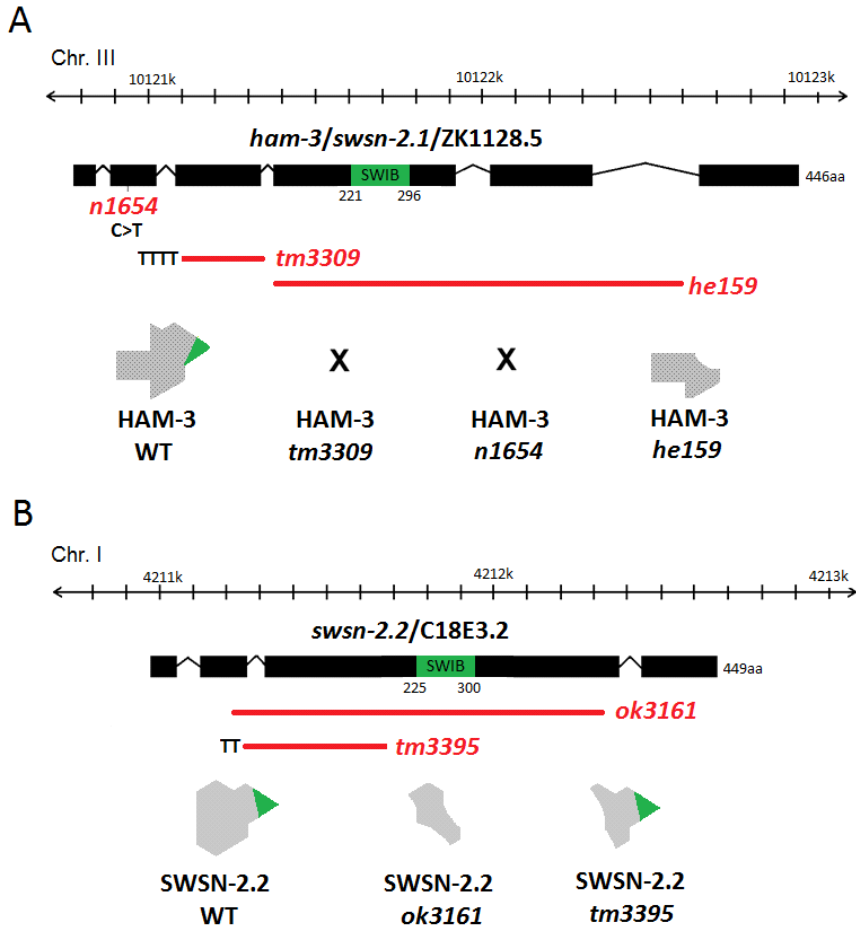 A
Chr. III
10121k 10122k 10123k
ham-3/swsn-2.1/ZK1128.5
SWIB
446aa
221 296
n1654
C>T
TTTT tm3309
he159
X X
HAM-3 HAM-3 HAM-3 HAM-3
WT tm3309 n1654 he159
B
Chr. I
4211k 4212k 4213k
swsn-2.2/C18E3.2
SWIB
449aa
225 300
ok3161
TT tm3395
SWSN-2.2 SWSN-2.2 SWSN-2.2
WT ok3161 tm3395